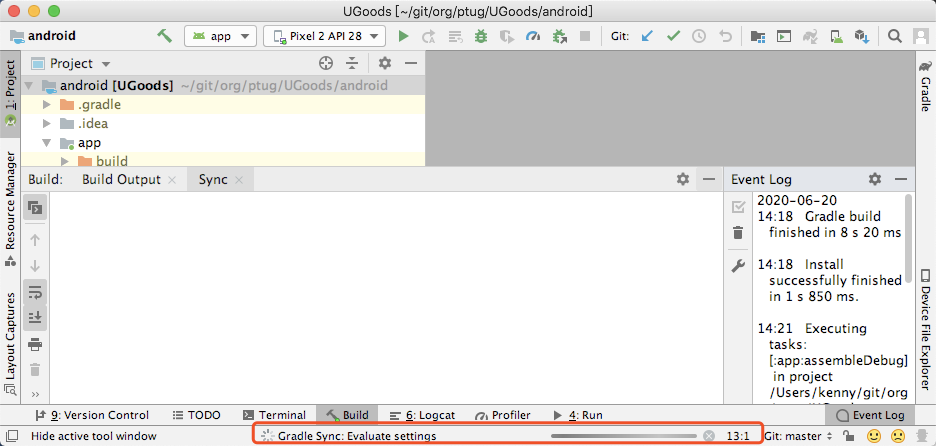 UGoods [~/git/org/ptug/UGoods/android]
android
app
Pixel 2 API 28
Git:
1: Project
Resource Manager
Layout Captures
Project
android [UGoods] ~/git/org/ptug/UGoods/android
.gradle
.idea
app
build
Build:
Build Output
Sync
Event Log
2020-06-20
14:18 Gradle build
finished in 8 s 20 ms
14:18 Install
successfully finished
in 1 s 850 ms.
14:21 Executing
tasks:
[:app:assembleDebug]
in project
/Users/kenny/git/org
Gradle
Device File Explorer
9: Version Control
TODO
Terminal
Build
6: Logcat
Profiler
4: Run
Event Log
Hide active tool window
Gradle Sync: Evaluate settings
13:1
Git: master